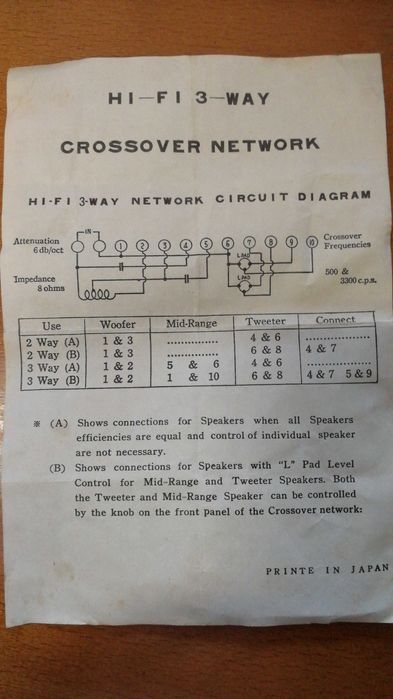 HI—FI 3—WAY
CROSSOVER NETWORK
HI-FI 3-WAY NETWORK CIRCUIT DIAGRAM
IN
Attenuation
6 db/oct
1 2 3 4 5 6 7 8 9 10
Crossover
Frequencies
L PAD
L PAD
Impedance
8 ohms
500 &
3300 c.p.s.
Use Woofer Mid-Range Tweeter Connect
2 Way (A) 1 & 3 ............... 4 & 6
2 Way (B) 1 & 3 ............... 6 & 8 4 & 7
3 Way (A) 1 & 2 5 & 6 4 & 6 ...................
3 Way (B) 1 & 2 1 & 10 6 & 8 4 & 7 5 & 9
※ (A) Shows connections for Speakers when all Speakers
efficiencies are equal and control of individual speaker
are not necessary.
(B) Shows connections for Speakers with "L" Pad Level
Control for Mid-Range and Tweeter Speakers. Both
the Tweeter and Mid-Range Speaker can be controlled
by the knob on the front panel of the Crossover network:
PRINTE IN JAPAN